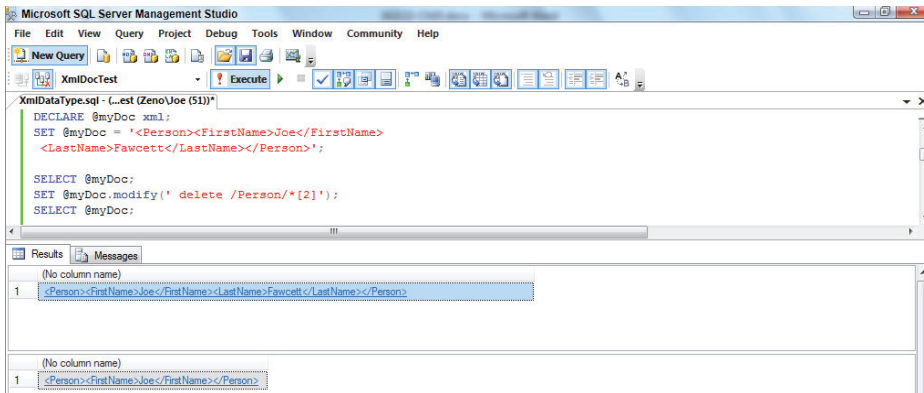 Microsoft SQL Server Management Studio
File Edit View Query Project Debug Tools Window Community Help
New Query
XmlDocTest Execute
XmlDataType.sql - (...est (Zeno\Joe (51))*
DECLARE @myDoc xml;
SET @myDoc = '<Person><FirstName>Joe</FirstName>
<LastName>Fawcett</LastName></Person>';
SELECT @myDoc;
SET @myDoc.modify(' delete /Person/*[2]');
SELECT @myDoc;
Results Messages
(No column name)
1 <Person><FirstName>Joe</FirstName><LastName>Fawcett</LastName></Person>
(No column name)
1 <Person><FirstName>Joe</FirstName></Person>